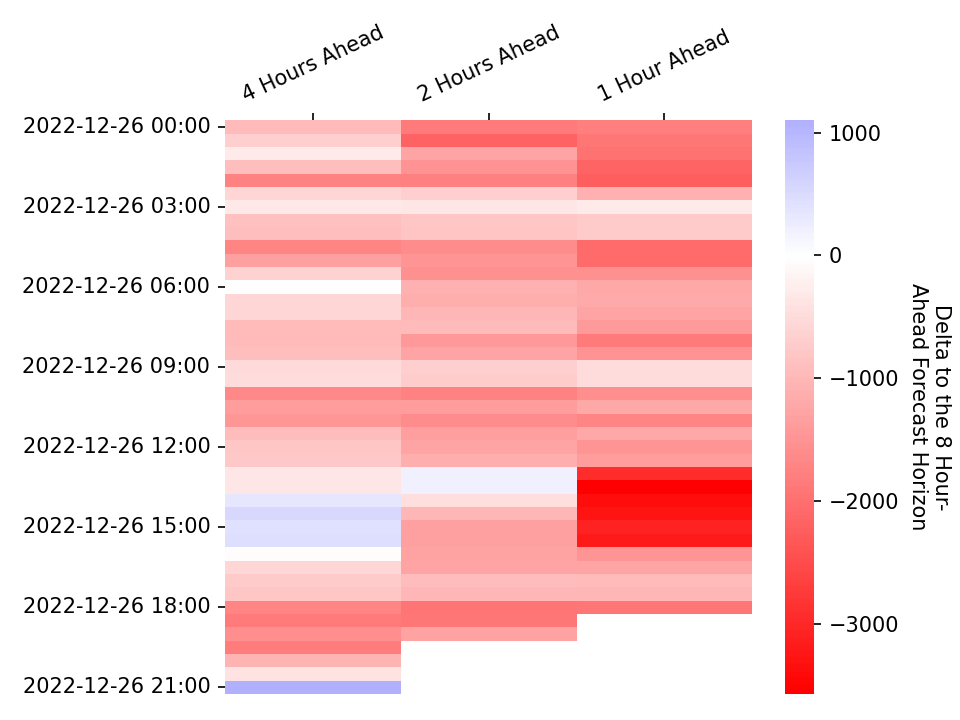 4 Hours Ahead
2 Hours Ahead
1 Hour Ahead
2022-12-26 00:00
2022-12-26 03:00
2022-12-26 06:00
2022-12-26 09:00
2022-12-26 12:00
2022-12-26 15:00
2022-12-26 18:00
2022-12-26 21:00
1000
0
−1000
−2000
−3000
Delta to the 8 Hour-
Ahead Forecast Horizon